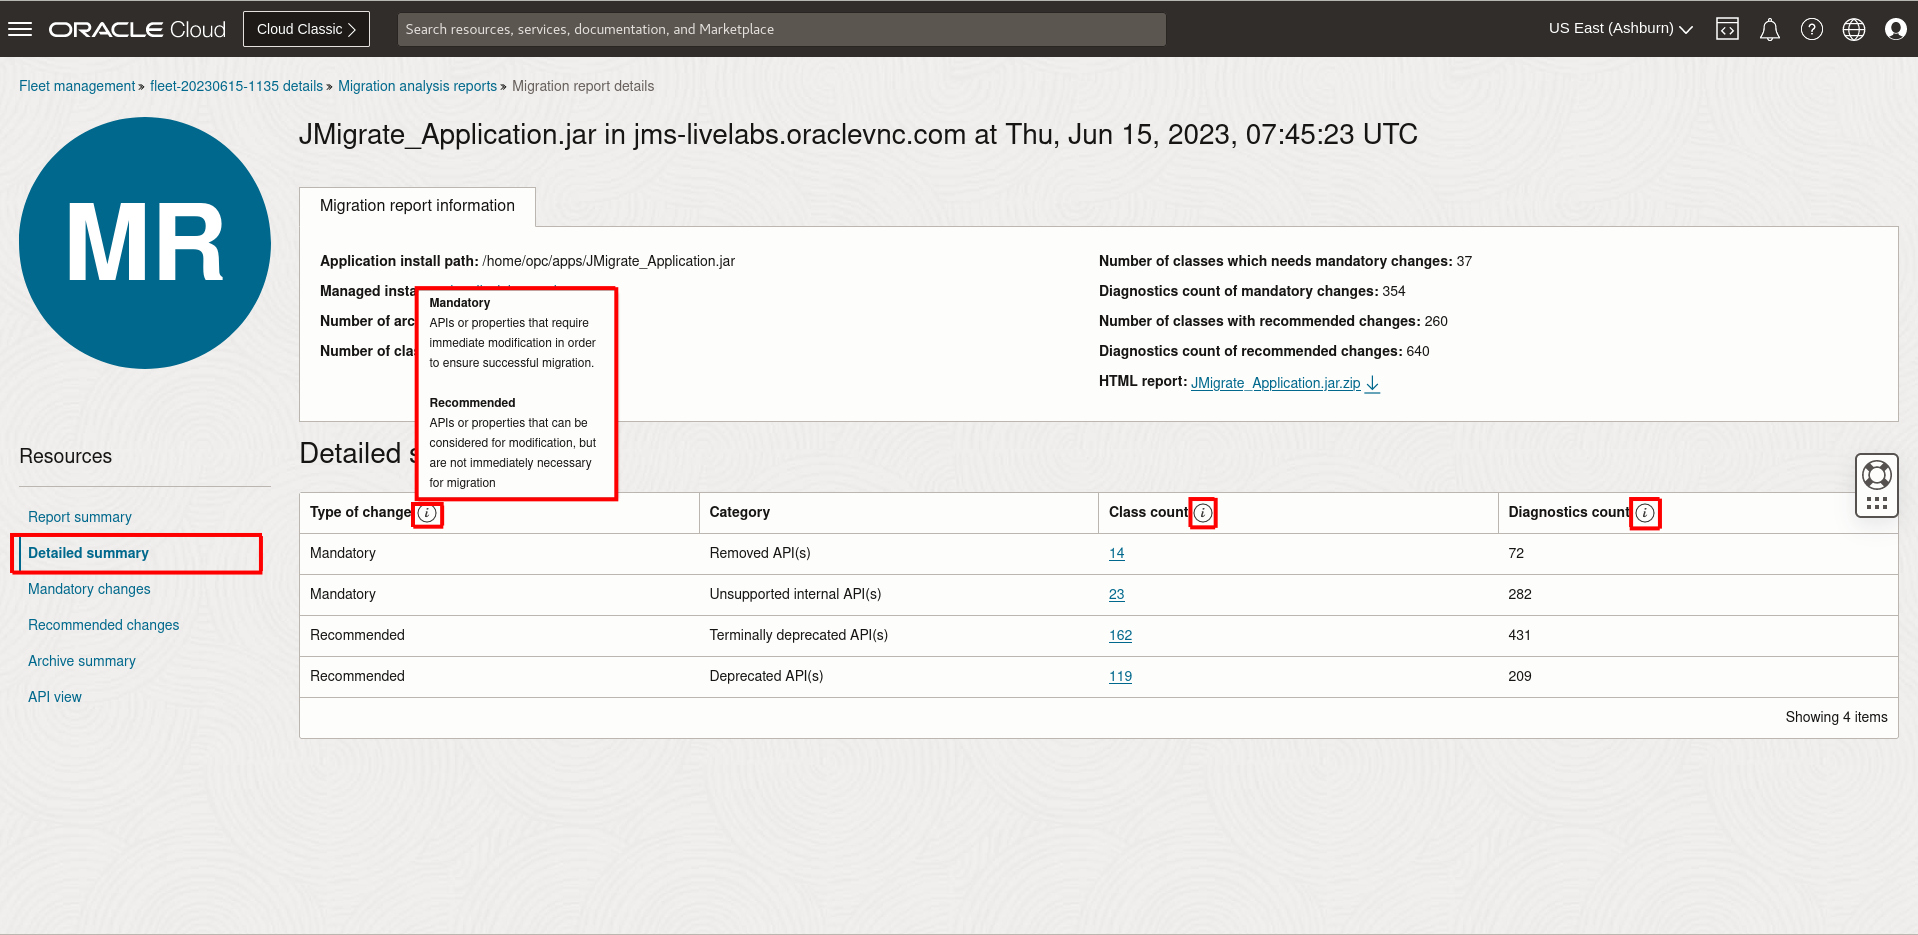 ORACLE Cloud
Cloud Classic
Search resources, services, documentation, and Marketplace
US East (Ashburn)
Fleet management » fleet-20230615-1135 details » Migration analysis reports » Migration report details
MR
JMigrate_Application.jar in jms-livelabs.oraclevnc.com at Thu, Jun 15, 2023, 07:45:23 UTC
Migration report information
Application install path: /home/opc/apps/JMigrate_Application.jar
Managed insta
Number of arc
Number of clas
Number of classes which needs mandatory changes: 37
Diagnostics count of mandatory changes: 354
Number of classes with recommended changes: 260
Diagnostics count of recommended changes: 640
HTML report: JMigrate_Application.jar.zip
Mandatory
APIs or properties that require
immediate modification in order
to ensure successful migration.
Recommended
APIs or properties that can be
considered for modification, but
are not immediately necessary
for migration
Resources
Report summary
Detailed summary
Mandatory changes
Recommended changes
Archive summary
API view
Detailed s
Type of change i Category Class count i Diagnostics count i
Mandatory Removed API(s) 14 72
Mandatory Unsupported internal API(s) 23 282
Recommended Terminally deprecated API(s) 162 431
Recommended Deprecated API(s) 119 209
Showing 4 items